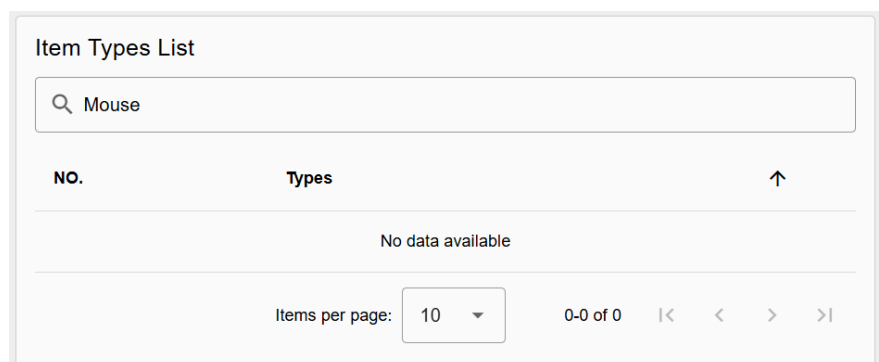 Item Types List
Mouse
NO. Types
No data available
Items per page: 10 0-0 of 0